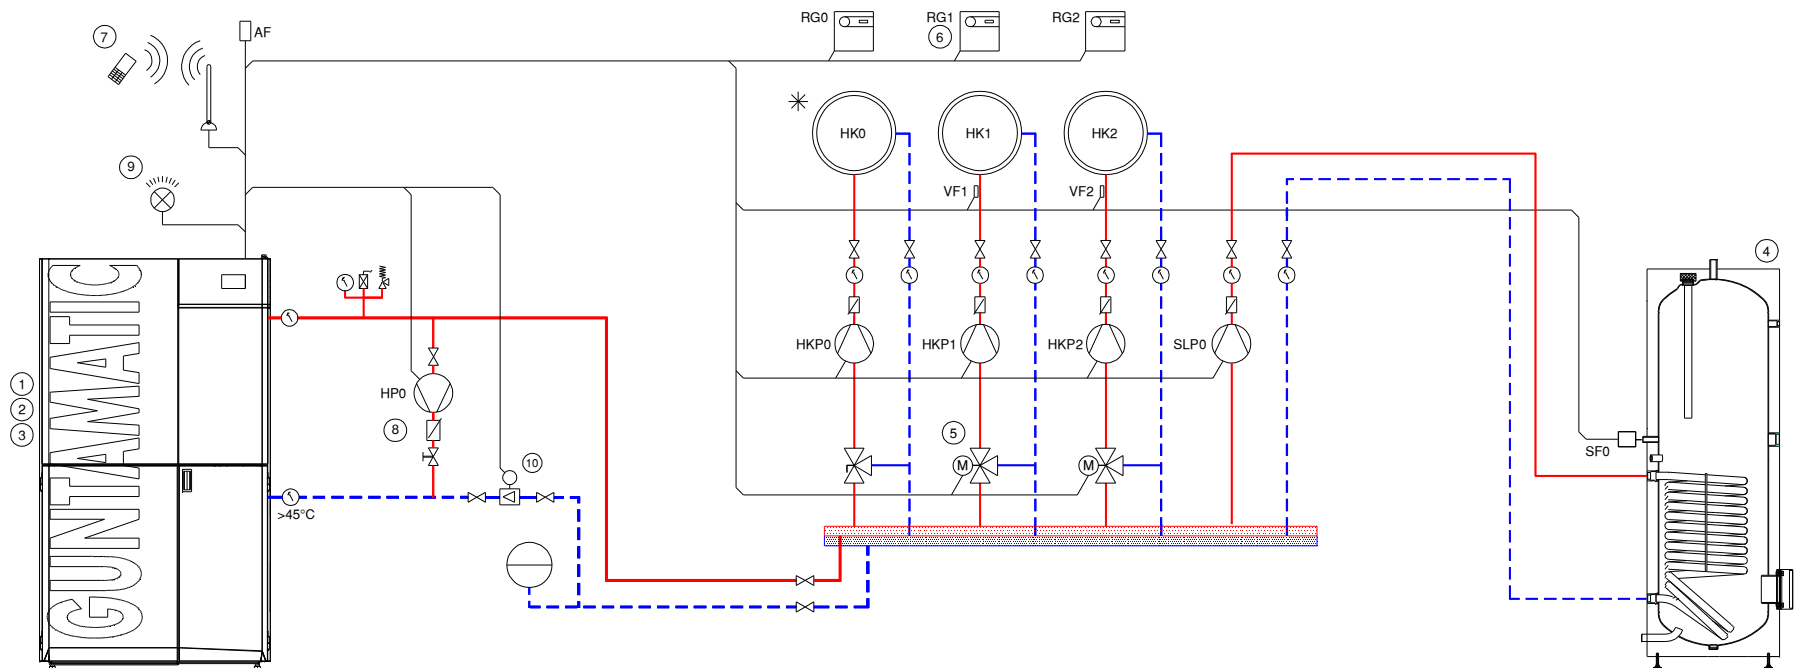 RG0
RG1
RG2
6
7
AF
9
HK0
HK1
HK2
VF1
VF2
4
HKP0
HKP1
HKP2
SLP0
1
2
3
HP0
8
5
M
M
SF0
10
>45°C
GUNTAMATIC